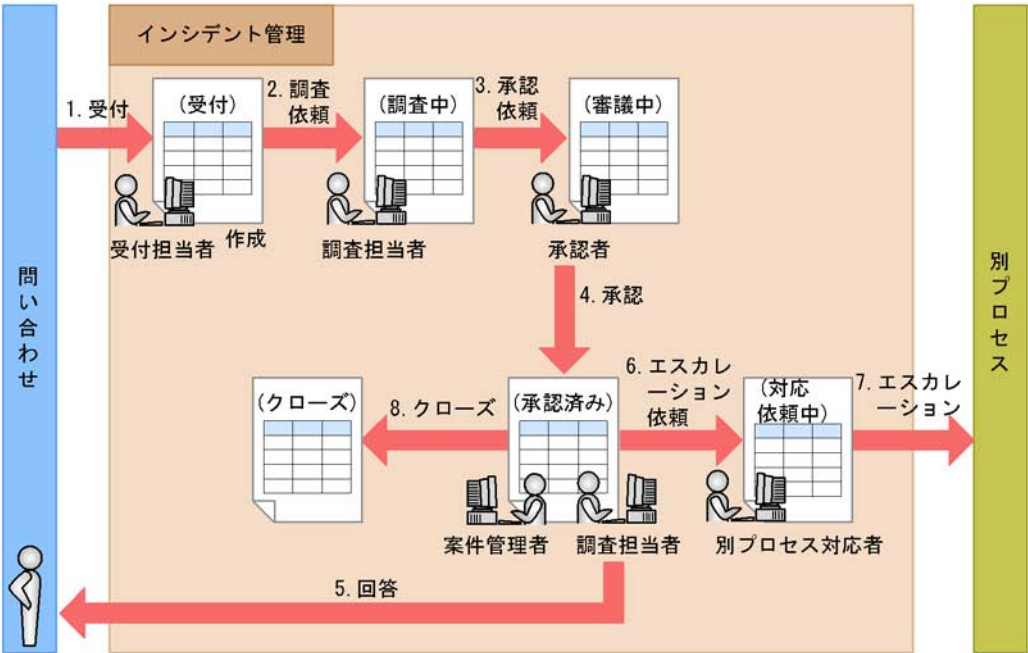 インシデント管理
1. 受付
(受付)
2. 調査
依頼
(調査中)
3. 承認
依頼
(審議中)
受付担当者
作成
調査担当者
承認者
問い合わせ
別プロセス
4. 承認
(クローズ)
8. クローズ
(承認済み)
6. エスカレ
ーション
依頼
(対応
依頼中)
7. エスカレ
ーション
案件管理者
調査担当者
別プロセス対応者
5. 回答